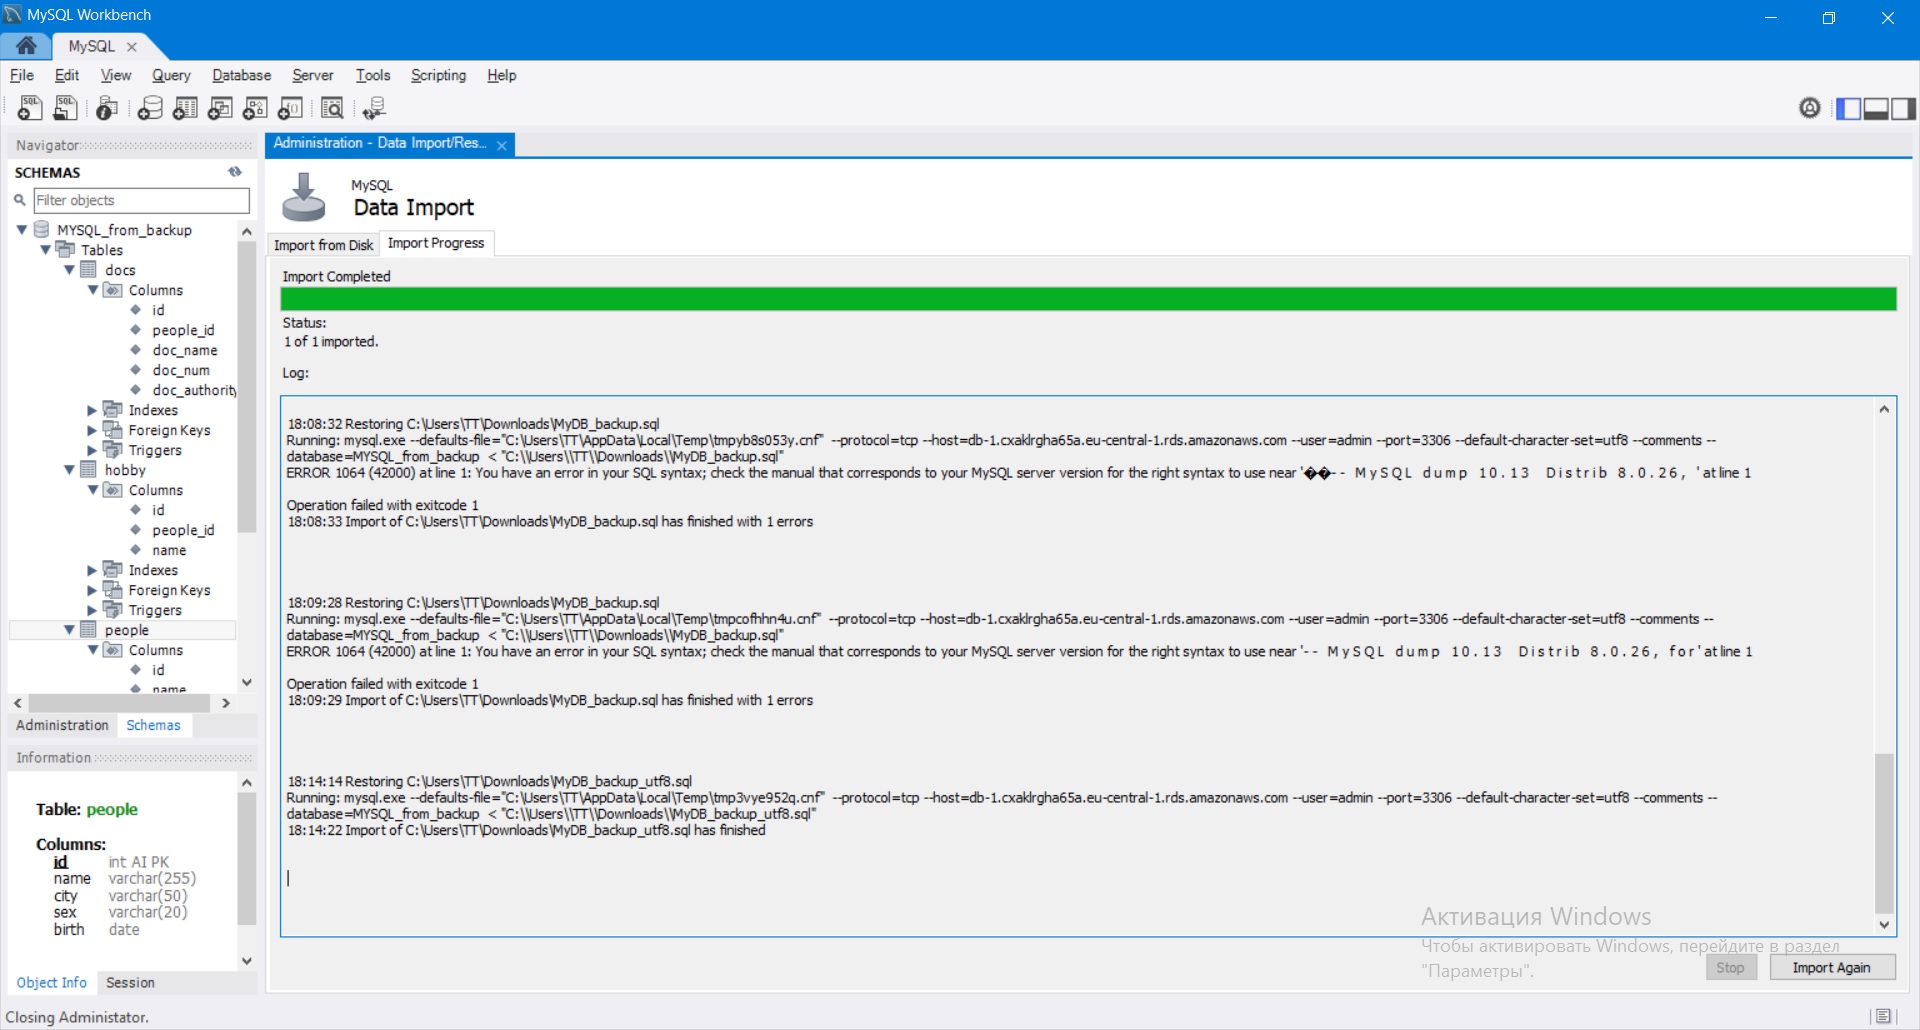 MySQL Workbench
MySQL
File Edit View Query Database Server Tools Scripting Help
Navigator
SCHEMAS
Filter objects
MYSQL_from_backup
Tables
docs
Columns
id
people_id
doc_name
doc_num
doc_authority
Indexes
Foreign Keys
Triggers
hobby
Columns
id
people_id
name
Indexes
Foreign Keys
Triggers
people
Columns
id
name
Administration Schemas
Information
Table: people
Columns:
id int AI PK
name varchar(255)
city varchar(50)
sex varchar(20)
birth date
Object Info Session
Closing Administator.
Administration - Data Import/Res...
MySQL
Data Import
Import from Disk Import Progress
Import Completed
Status:
1 of 1 imported.
Log:
18:08:32 Restoring C:\Users\TT\Downloads\MyDB_backup.sql
Running: mysql.exe --defaults-file="C:\Users\TT\AppData\Local\Temp\tmpyb8s053y.cnf" --protocol=tcp --host=db-1.cxaklrgha65a.eu-central-1.rds.amazonaws.com --user=admin --port=3306 --default-character-set=utf8 --comments --
database=MYSQL_from_backup < "C:\\Users\\TT\\Downloads\\MyDB_backup.sql"
ERROR 1064 (42000) at line 1: You have an error in your SQL syntax; check the manual that corresponds to your MySQL server version for the right syntax to use near '��-- MySQL dump 10.13 Distrib 8.0.26, ' at line 1
Operation failed with exitcode 1
18:08:33 Import of C:\Users\TT\Downloads\MyDB_backup.sql has finished with 1 errors
18:09:28 Restoring C:\Users\TT\Downloads\MyDB_backup.sql
Running: mysql.exe --defaults-file="C:\Users\TT\AppData\Local\Temp\tmpcofhhn4u.cnf" --protocol=tcp --host=db-1.cxaklrgha65a.eu-central-1.rds.amazonaws.com --user=admin --port=3306 --default-character-set=utf8 --comments --
database=MYSQL_from_backup < "C:\\Users\\TT\\Downloads\\MyDB_backup.sql"
ERROR 1064 (42000) at line 1: You have an error in your SQL syntax; check the manual that corresponds to your MySQL server version for the right syntax to use near '-- MySQL dump 10.13 Distrib 8.0.26, for' at line 1
Operation failed with exitcode 1
18:09:29 Import of C:\Users\TT\Downloads\MyDB_backup.sql has finished with 1 errors
18:14:14 Restoring C:\Users\TT\Downloads\MyDB_backup_utf8.sql
Running: mysql.exe --defaults-file="C:\Users\TT\AppData\Local\Temp\tmp3vye952q.cnf" --protocol=tcp --host=db-1.cxaklrgha65a.eu-central-1.rds.amazonaws.com --user=admin --port=3306 --default-character-set=utf8 --comments --
database=MYSQL_from_backup < "C:\\Users\\TT\\Downloads\\MyDB_backup_utf8.sql"
18:14:22 Import of C:\Users\TT\Downloads\MyDB_backup_utf8.sql has finished
Активация Windows
Чтобы активировать Windows, перейдите в раздел
"Параметры".
Stop Import Again